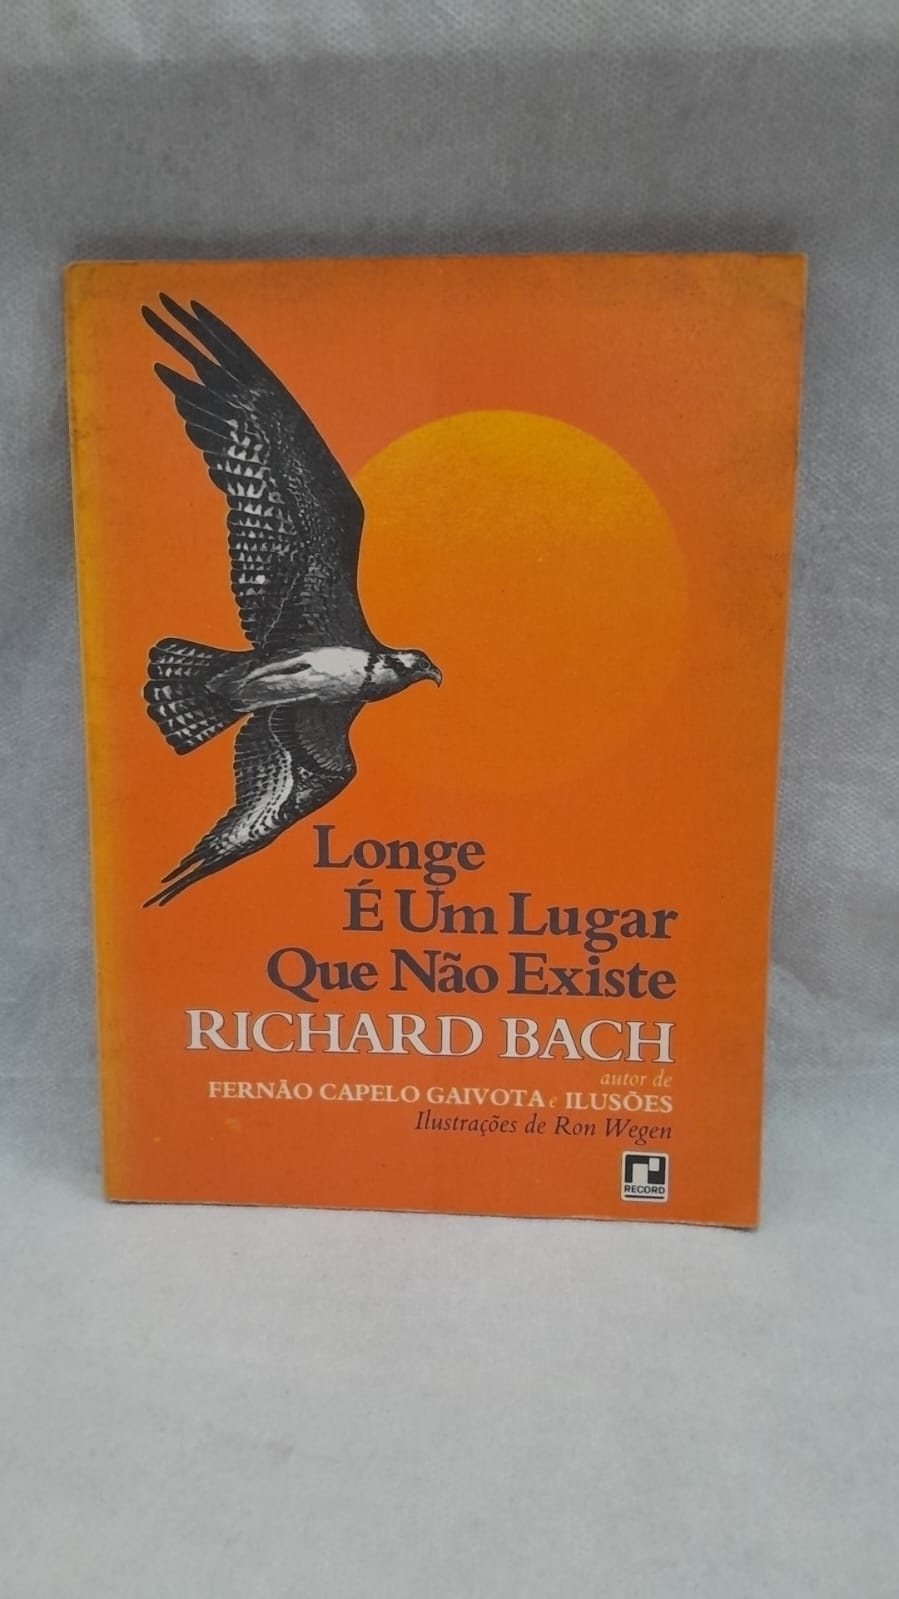 Longe
É Um Lugar
Que Não Existe
RICHARD BACH
autor de
FERNÃO CAPELO GAIVOTA e ILUSÕES
Ilustrações de Ron Wegen
RECORD